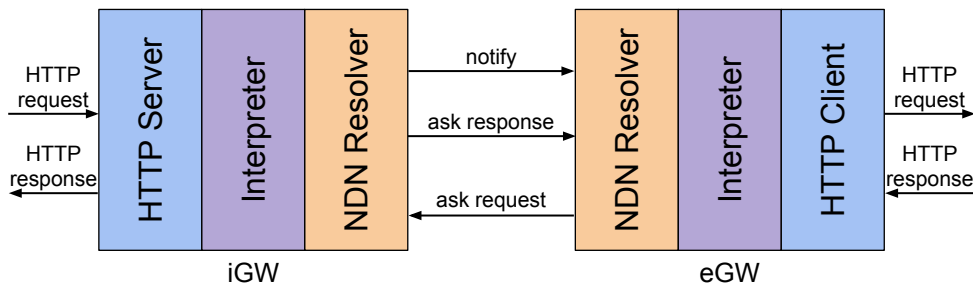 HTTP
request
HTTP
response
HTTP Server
Interpreter
NDN Resolver
iGW
notify
ask response
ask request
NDN Resolver
Interpreter
HTTP Client
eGW
HTTP
request
HTTP
response